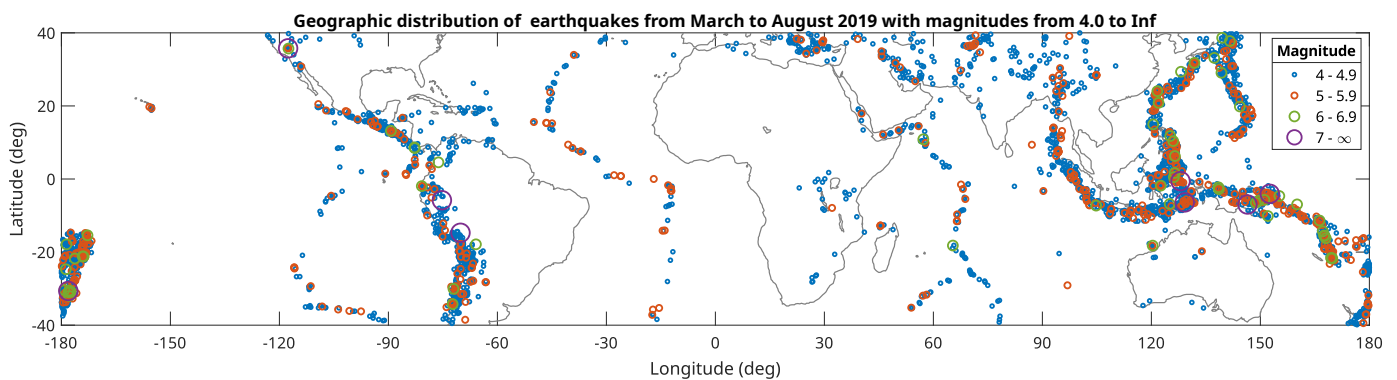 Geographic distribution of  earthquakes from March to August 2019 with magnitudes from 4.0 to Inf
Latitude (deg)
40
20
0
-20
-40
Magnitude
4 - 4.9
5 - 5.9
6 - 6.9
7 - ∞
-180 -150 -120 -90 -60 -30 0 30 60 90 120 150 180
Longitude (deg)